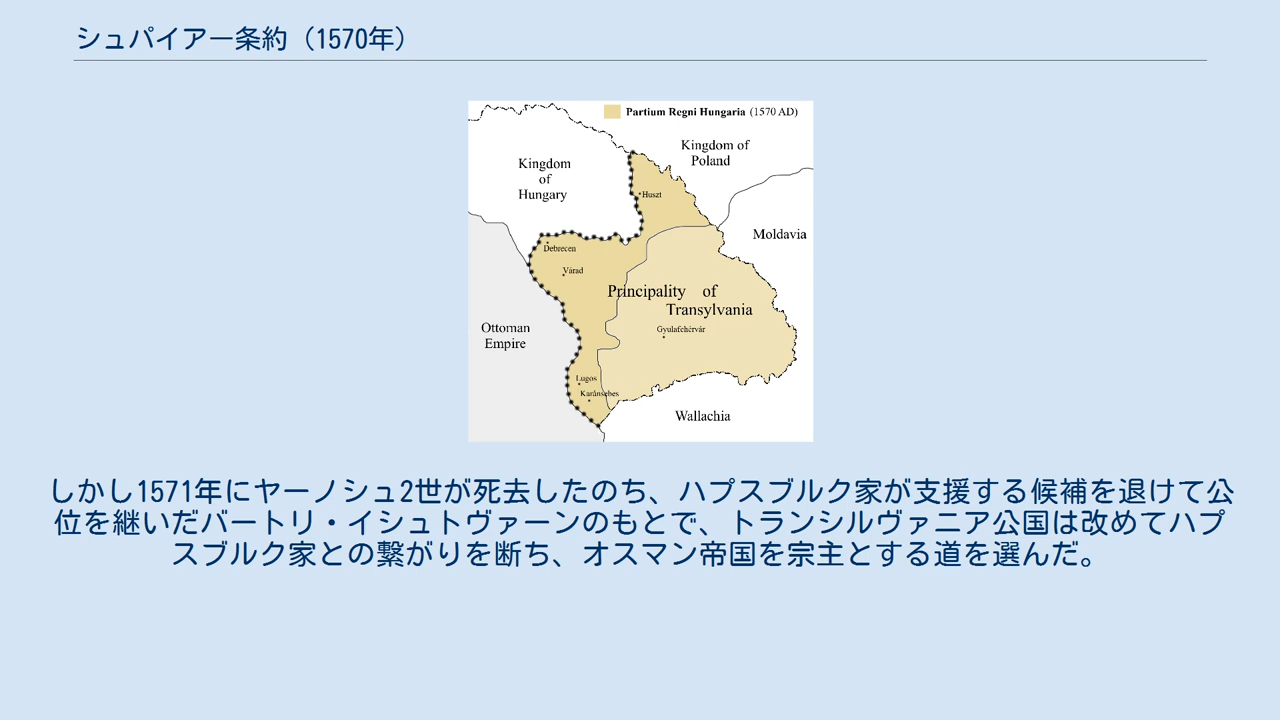 シュパイアー条約（1570年）
Partium Regni Hungaria (1570 AD)
Kingdom of
Poland
Kingdom
of
Hungary
Huszt
Moldavia
Debrecen
Várad
Principality of
Transylvania
Ottoman
Empire
Gyulafehérvár
Lugos
Karánsebes
Wallachia
しかし1571年にヤーノシュ2世が死去したのち、ハプスブルク家が支援する候補を退けて公
位を継いだバートリ・イシュトヴァーンのもとで、トランシルヴァニア公国は改めてハプ
スブルク家との繋がりを断ち、オスマン帝国を宗主とする道を選んだ。